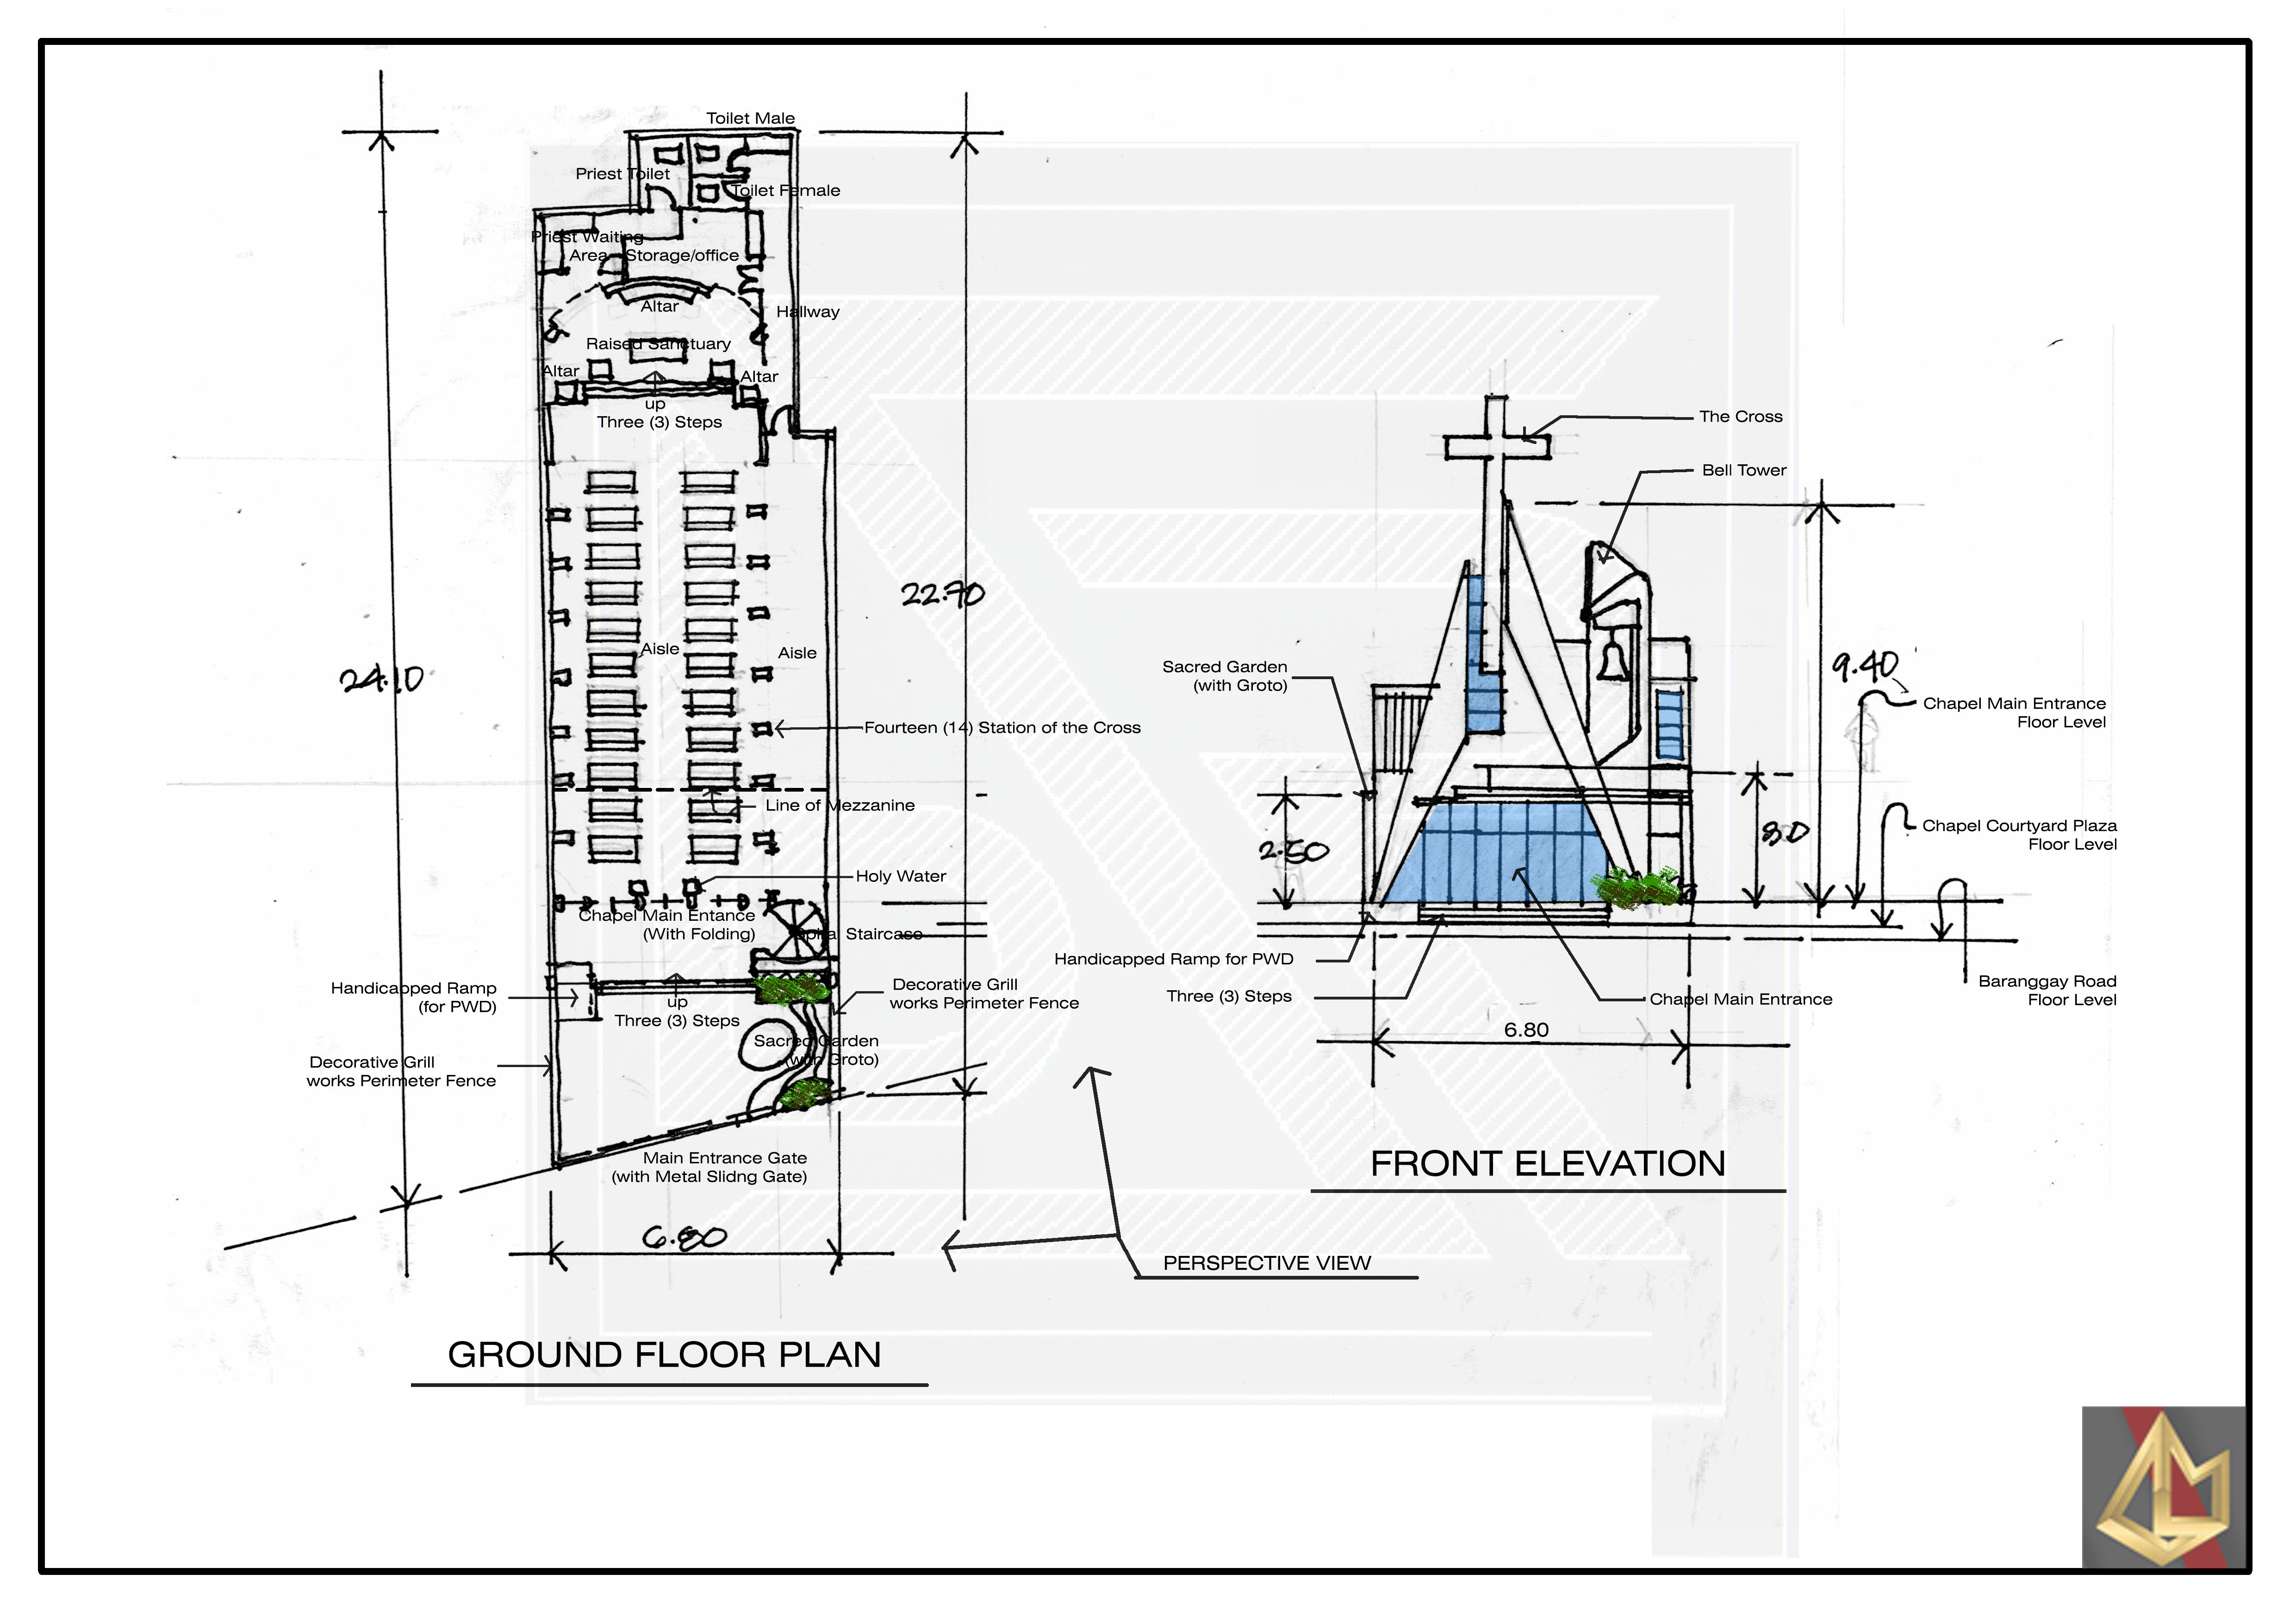 Toilet Male
Priest Toilet
Toilet Female
Priest Waiting
Area
Storage/office
Altar
Hallway
Raised Sanctuary
Altar
Altar
up
Three (3) Steps
22.70
24.10
Aisle
Aisle
Fourteen (14) Station of the Cross
Line of Mezzanine
Holy Water
Chapel Main Entance
(With Folding)
Spiral Staircase
Handicapped Ramp
(for PWD)
up
Three (3) Steps
Decorative Grill
works Perimeter Fence
Sacred Garden
(with Groto)
Decorative Grill
works Perimeter Fence
Main Entrance Gate
(with Metal Slidng Gate)
6.80
GROUND FLOOR PLAN
The Cross
Bell Tower
Sacred Garden
(with Groto)
9.40
Chapel Main Entrance
Floor Level
2.50
Chapel Courtyard Plaza
Floor Level
Handicapped Ramp for PWD
Three (3) Steps
Chapel Main Entrance
Baranggay Road
Floor Level
6.80
FRONT ELEVATION
PERSPECTIVE VIEW